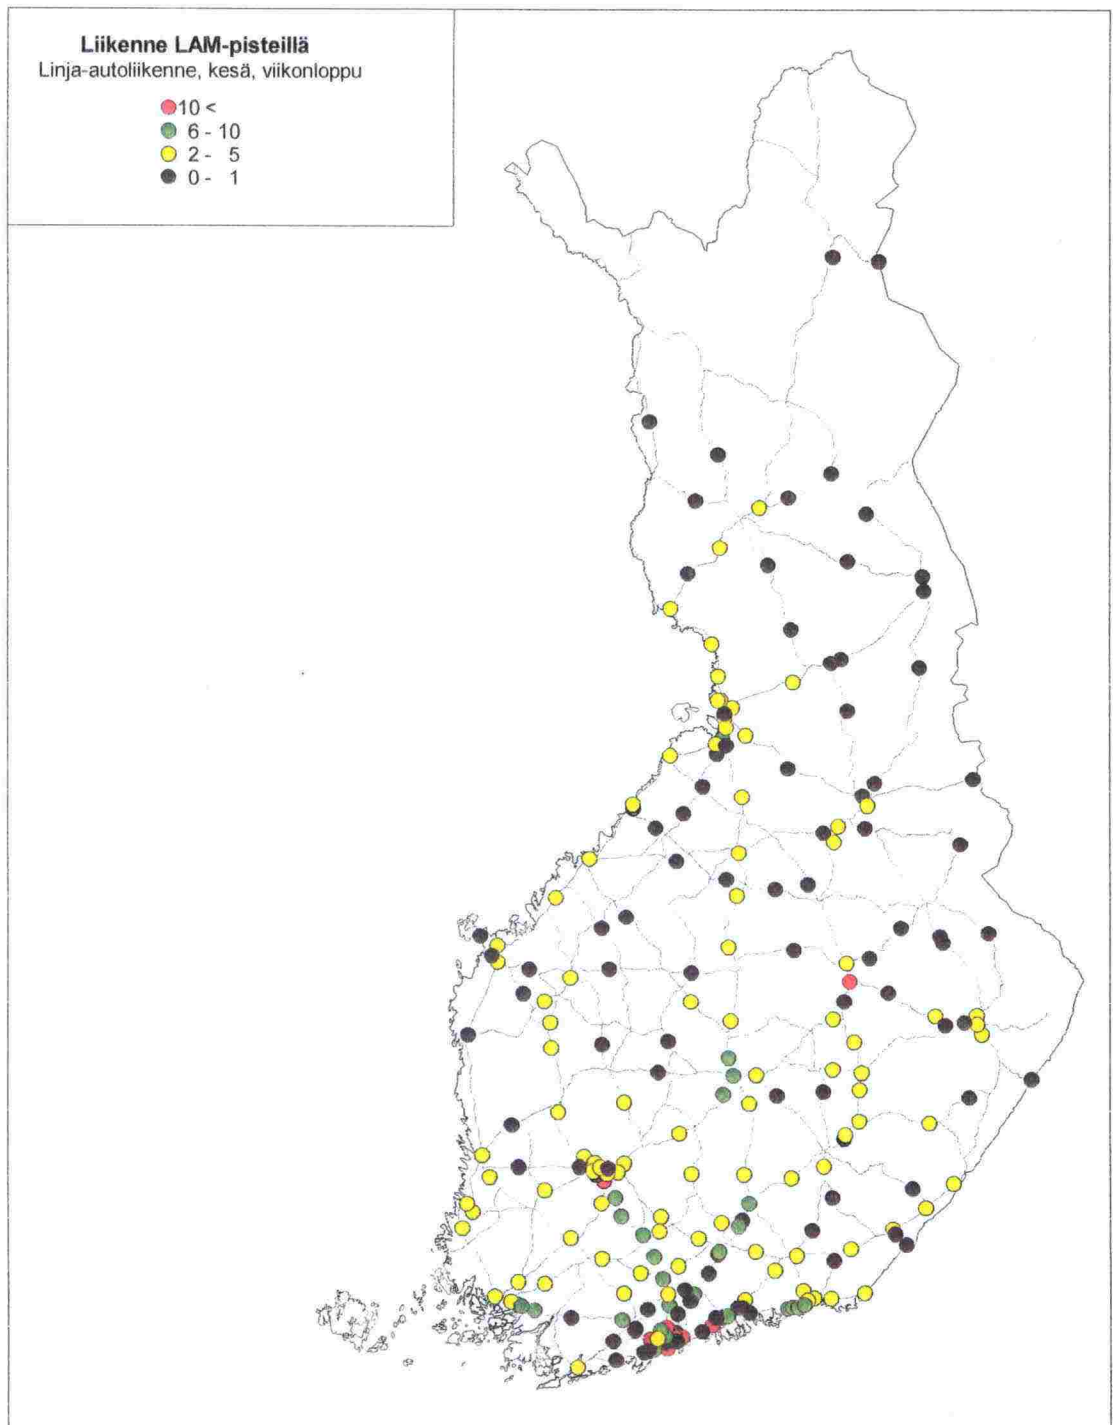 Liikenne LAM-pisteillä
Linja-autoliikenne, kesä, viikonloppu
10 <
6 - 10
2 - 5
0 - 1